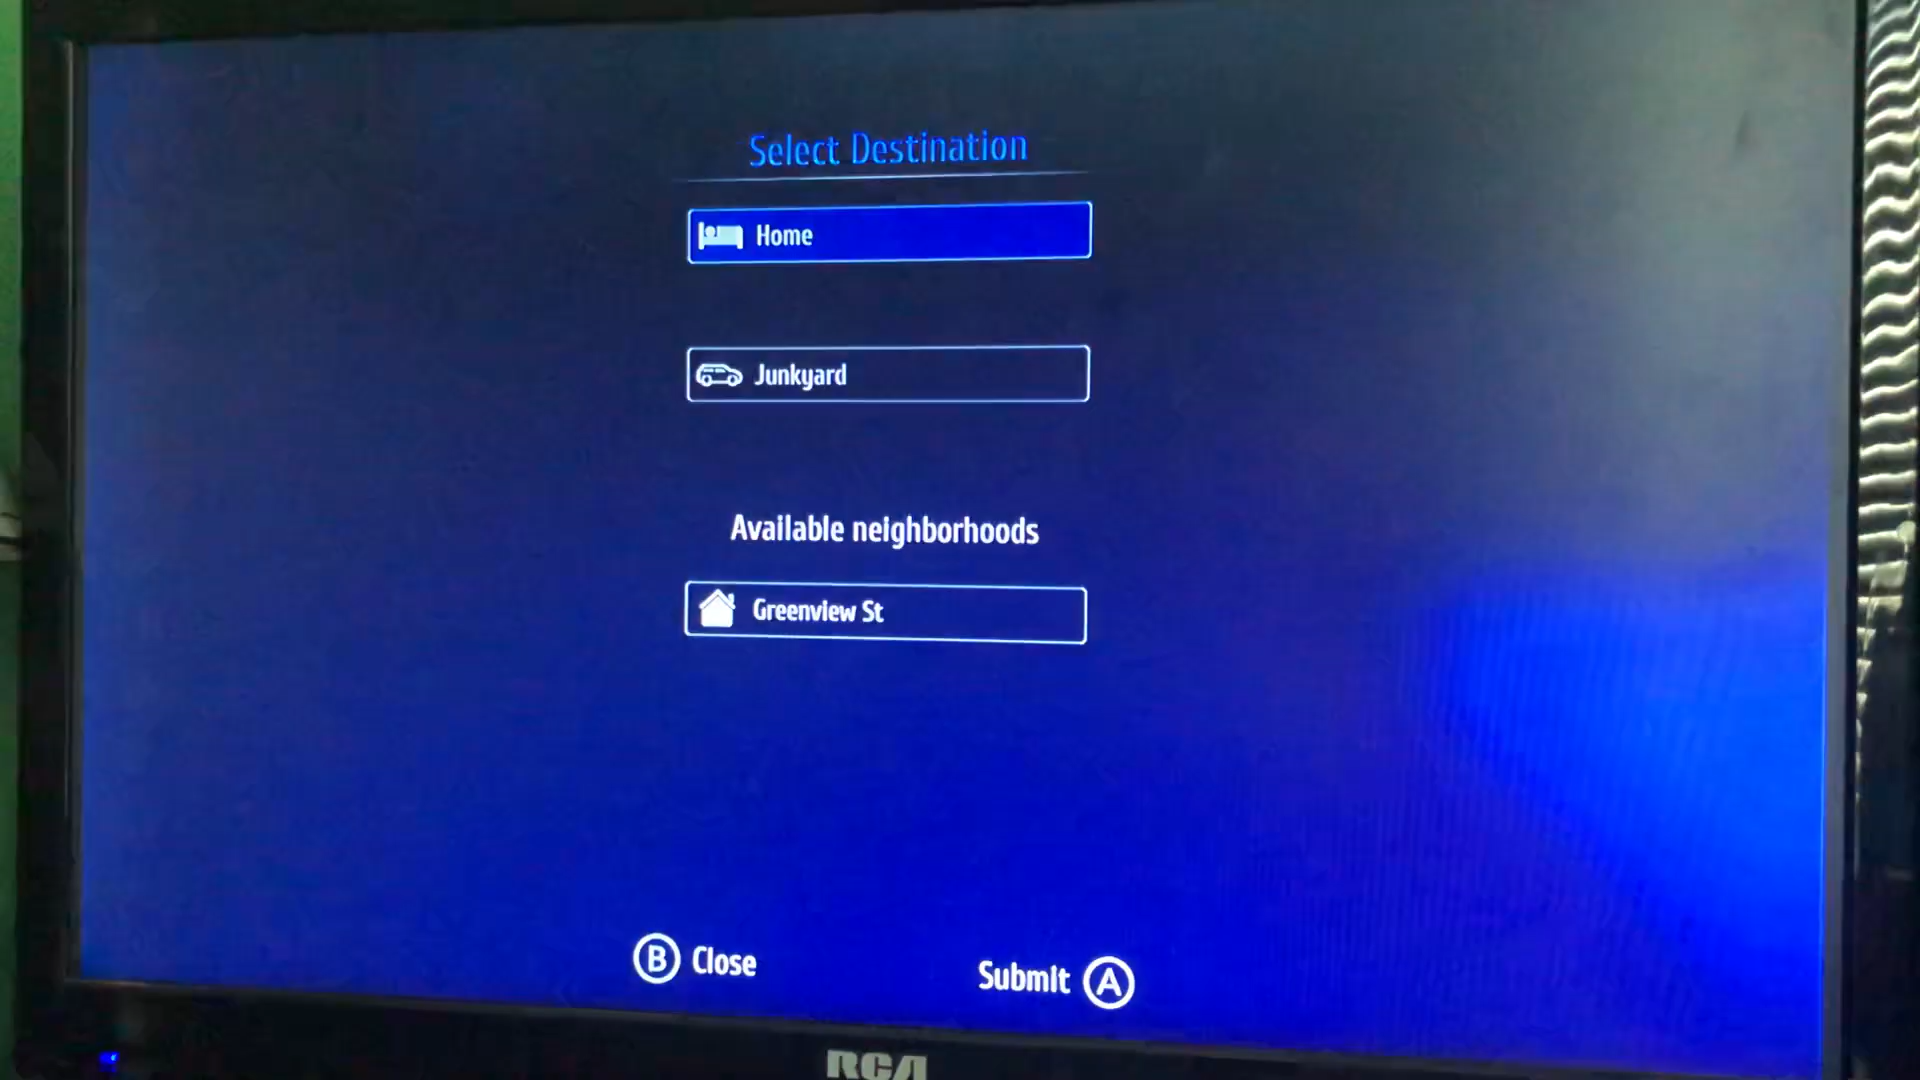 Select Destination
Home
Junkyard
Available neighborhoods
Greenview St
B Close
Submit A
RCA